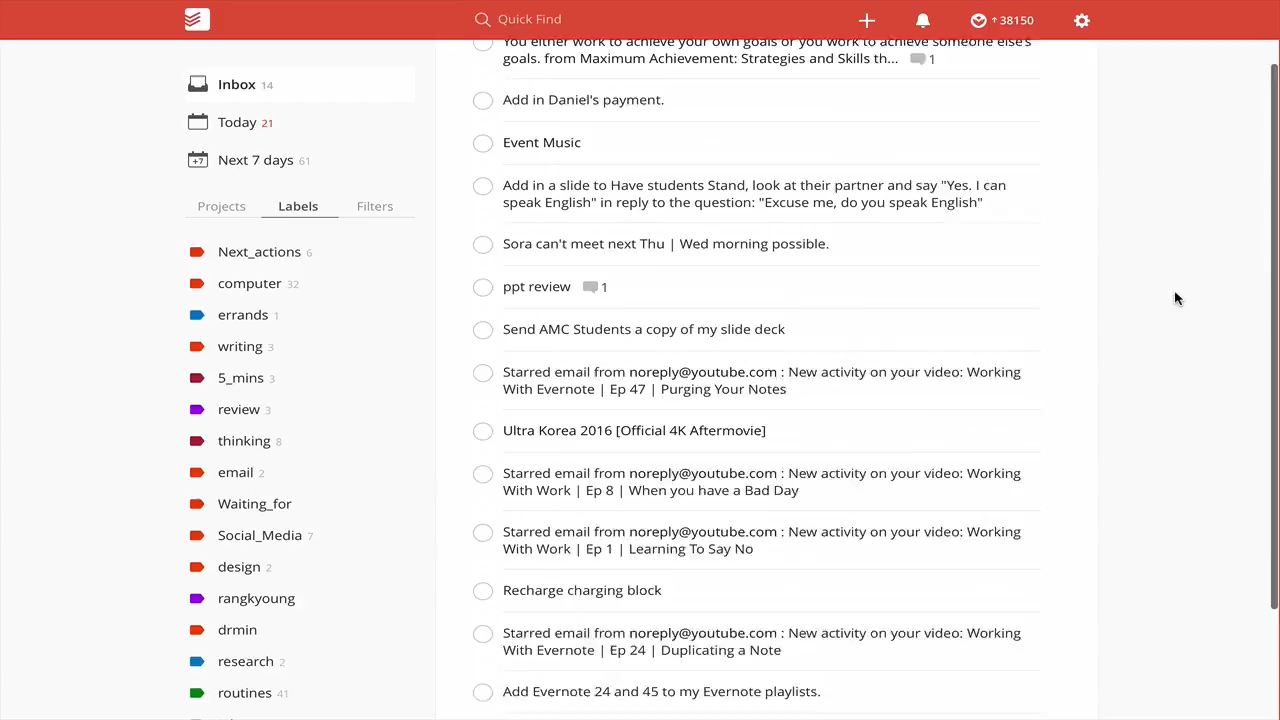 Quick Find
38150
Inbox 14
Today 21
Next 7 days 61
Projects Labels Filters
Next_actions 6
computer 32
errands 1
writing 3
5_mins 3
review 3
thinking 8
email 2
Waiting_for
Social_Media 7
design 2
rangkyoung
drmin
research 2
routines 41
You either work to achieve your own goals or you work to achieve someone else's
goals. from Maximum Achievement: Strategies and Skills th... 1
Add in Daniel's payment.
Event Music
Add in a slide to Have students Stand, look at their partner and say "Yes. I can
speak English" in reply to the question: "Excuse me, do you speak English"
Sora can't meet next Thu | Wed morning possible.
ppt review 1
Send AMC Students a copy of my slide deck
Starred email from noreply@youtube.com : New activity on your video: Working
With Evernote | Ep 47 | Purging Your Notes
Ultra Korea 2016 [Official 4K Aftermovie]
Starred email from noreply@youtube.com : New activity on your video: Working
With Work | Ep 8 | When you have a Bad Day
Starred email from noreply@youtube.com : New activity on your video: Working
With Work | Ep 1 | Learning To Say No
Recharge charging block
Starred email from noreply@youtube.com : New activity on your video: Working
With Evernote | Ep 24 | Duplicating a Note
Add Evernote 24 and 45 to my Evernote playlists.